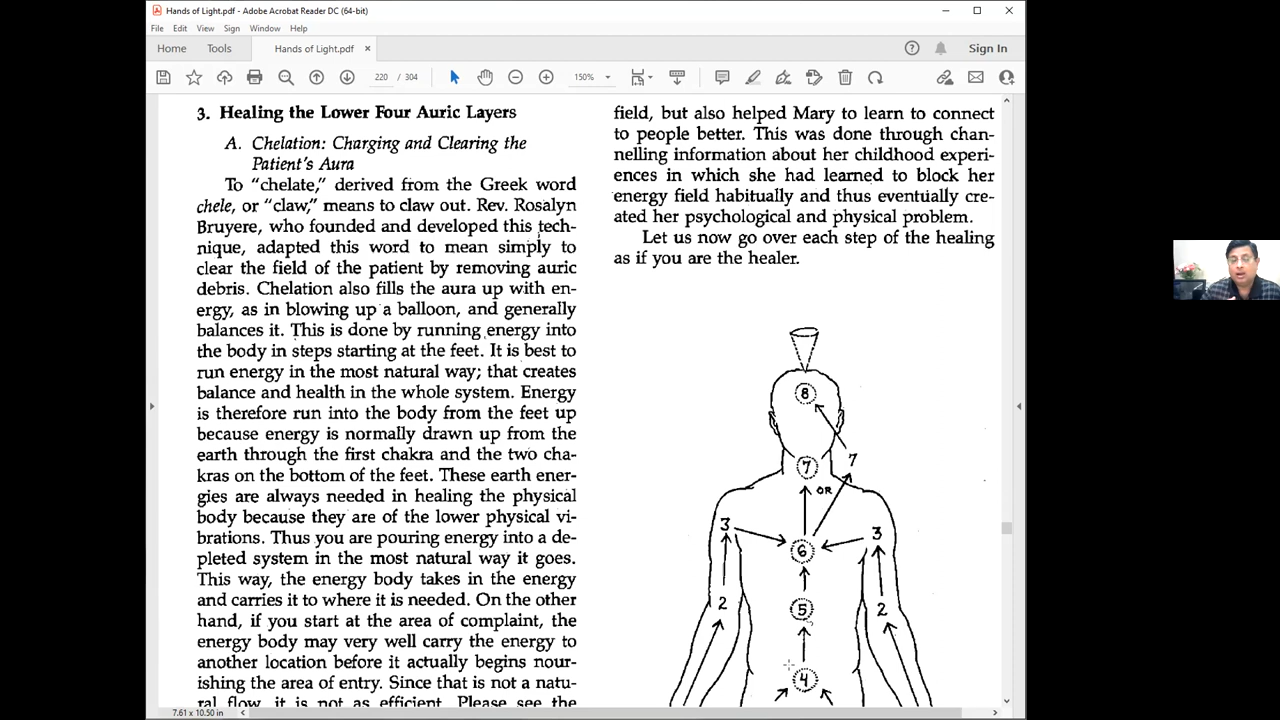 Hands of Light.pdf - Adobe Acrobat Reader DC (64-bit)
File Edit View Sign Window Help
Home Tools Hands of Light.pdf × Sign In
220 / 304 150%
3. Healing the Lower Four Auric Layers
A. Chelation: Charging and Clearing the
Patient's Aura
To "chelate," derived from the Greek word
chele, or "claw," means to claw out. Rev. Rosalyn
Bruyere, who founded and developed this tech-
nique, adapted this word to mean simply to
clear the field of the patient by removing auric
debris. Chelation also fills the aura up with en-
ergy, as in blowing up a balloon, and generally
balances it. This is done by running energy into
the body in steps starting at the feet. It is best to
run energy in the most natural way; that creates
balance and health in the whole system. Energy
is therefore run into the body from the feet up
because energy is normally drawn up from the
earth through the first chakra and the two cha-
kras on the bottom of the feet. These earth ener-
gies are always needed in healing the physical
body because they are of the lower physical vi-
brations. Thus you are pouring energy into a de-
pleted system in the most natural way it goes.
This way, the energy body takes in the energy
and carries it to where it is needed. On the other
hand, if you start at the area of complaint, the
energy body may very well carry the energy to
another location before it actually begins nour-
ishing the area of entry. Since that is not a natu-
ral flow, it is not as efficient. Please see the
field, but also helped Mary to learn to connect
to people better. This was done through chan-
nelling information about her childhood experi-
ences in which she had learned to block her
energy field habitually and thus eventually cre-
ated her psychological and physical problem.
Let us now go over each step of the healing
as if you are the healer.
8
7 7
OR
3 3
6
2 5 2
4
7.61 x 10.50 in